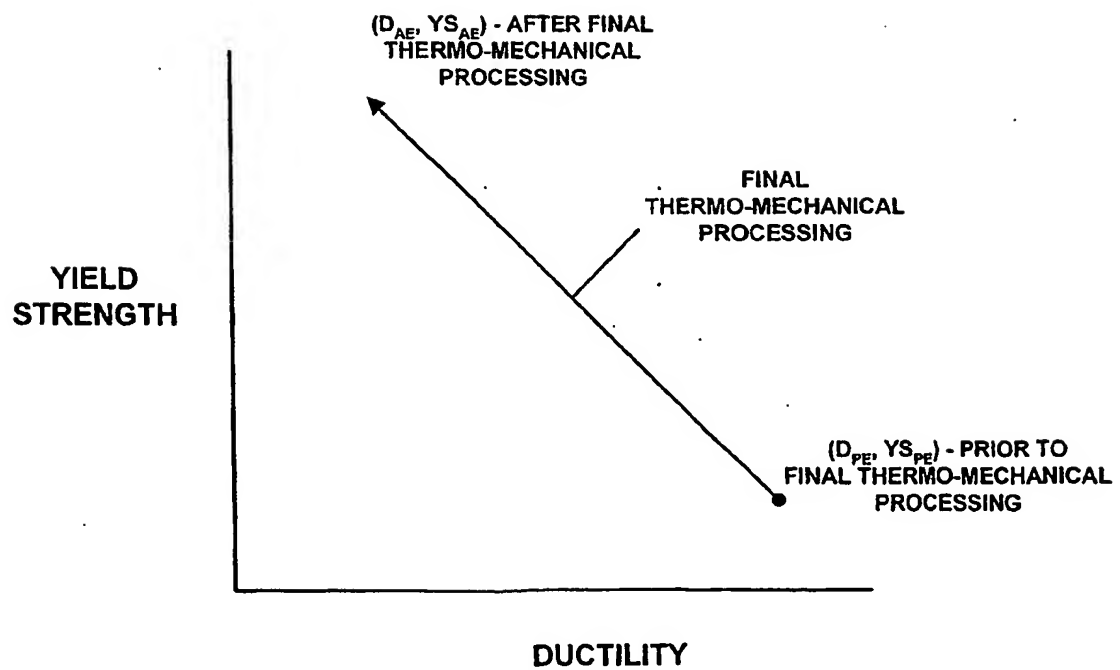 (D_AE, YS_AE) - AFTER FINAL
THERMO-MECHANICAL
PROCESSING
FINAL
THERMO-MECHANICAL
PROCESSING
YIELD
STRENGTH
(D_PE, YS_PE) - PRIOR TO
FINAL THERMO-MECHANICAL
PROCESSING
DUCTILITY